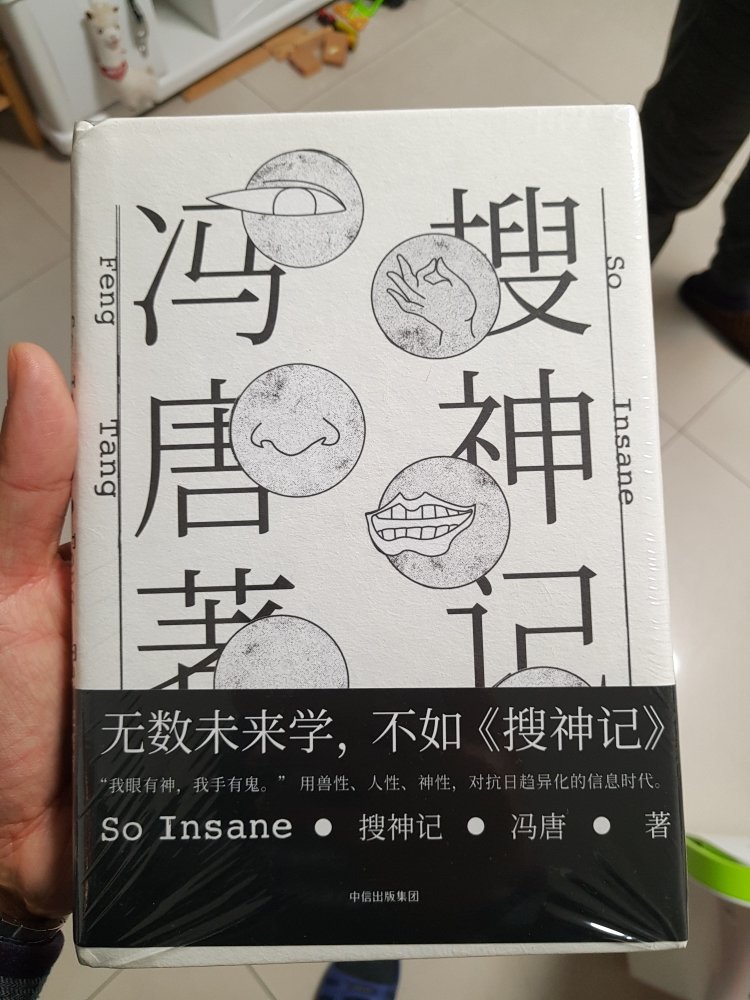 搜神记
So Insane
冯唐著
Feng Tang
无数未来学，不如《搜神记》
“我眼有神，我手有鬼。” 用兽性、人性、神性，对抗日趋异化的信息时代。
So Insane ● 搜神记 ● 冯唐 ● 著
中信出版集团